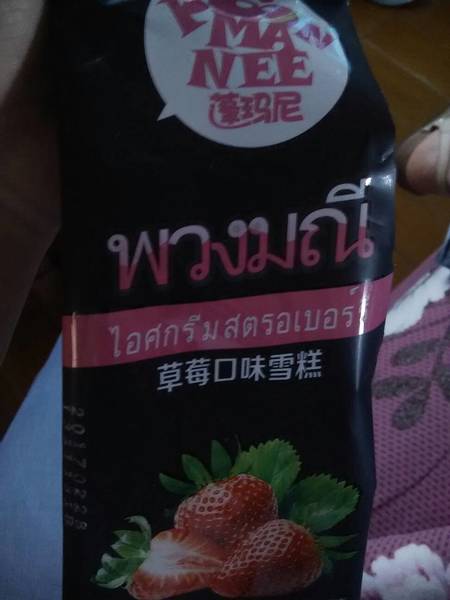 MAN
NEE
蓬玛尼
พวงมณี
ไอศกรีมสตรอเบอร์
草莓口味雪糕
20170228